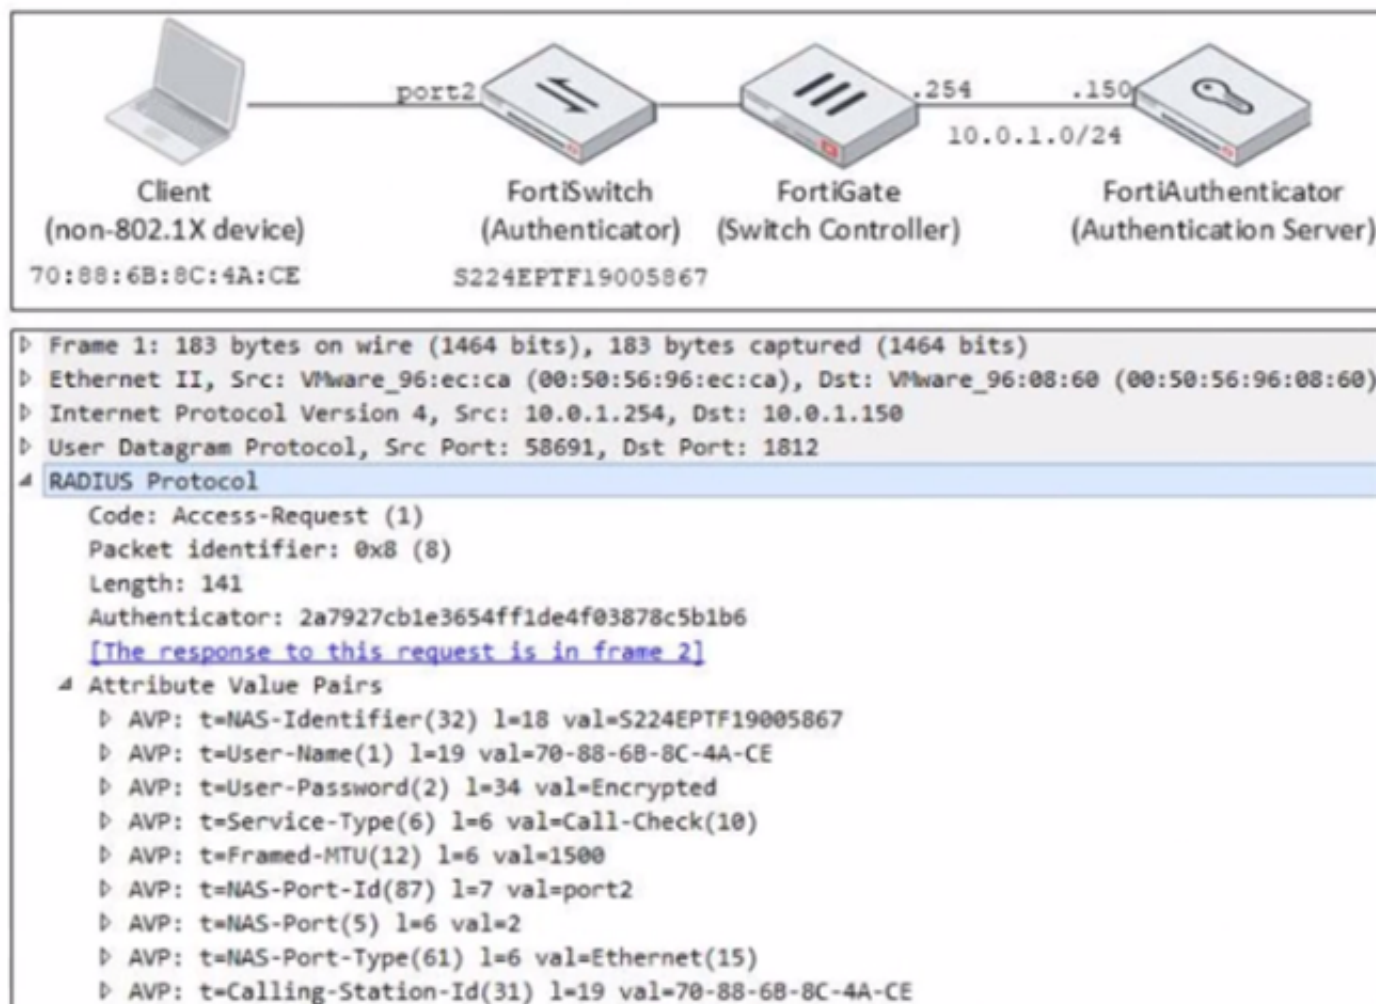 port2
.254
.150
10.0.1.0/24
Client
(non-802.1X device)
70:88:6B:8C:4A:CE
FortiSwitch
(Authenticator)
S224EPTF19005867
FortiGate
(Switch Controller)
FortiAuthenticator
(Authentication Server)
Frame 1: 183 bytes on wire (1464 bits), 183 bytes captured (1464 bits)
Ethernet II, Src: VMware_96:ec:ca (00:50:56:96:ec:ca), Dst: VMware_96:08:60 (00:50:56:96:08:60)
Internet Protocol Version 4, Src: 10.0.1.254, Dst: 10.0.1.150
User Datagram Protocol, Src Port: 58691, Dst Port: 1812
RADIUS Protocol
Code: Access-Request (1)
Packet identifier: 0x8 (8)
Length: 141
Authenticator: 2a7927cb1e3654ff1de4f03878c5b1b6
[The response to this request is in frame 2]
Attribute Value Pairs
AVP: t=NAS-Identifier(32) l=18 val=S224EPTF19005867
AVP: t=User-Name(1) l=19 val=70-88-6B-8C-4A-CE
AVP: t=User-Password(2) l=34 val=Encrypted
AVP: t=Service-Type(6) l=6 val=Call-Check(10)
AVP: t=Framed-MTU(12) l=6 val=1500
AVP: t=NAS-Port-Id(87) l=7 val=port2
AVP: t=NAS-Port(5) l=6 val=2
AVP: t=NAS-Port-Type(61) l=6 val=Ethernet(15)
AVP: t=Calling-Station-Id(31) l=19 val=70-88-6B-8C-4A-CE